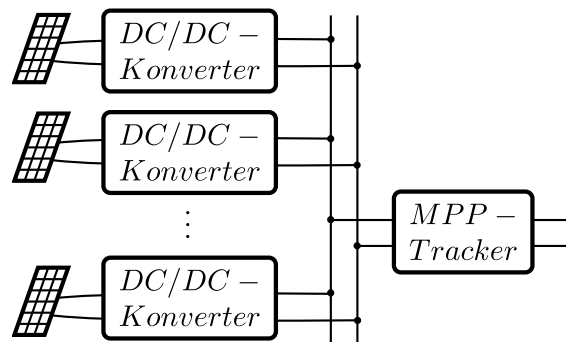 DC/DC −
Konverter
DC/DC −
Konverter
⋮
MPP −
Tracker
DC/DC −
Konverter